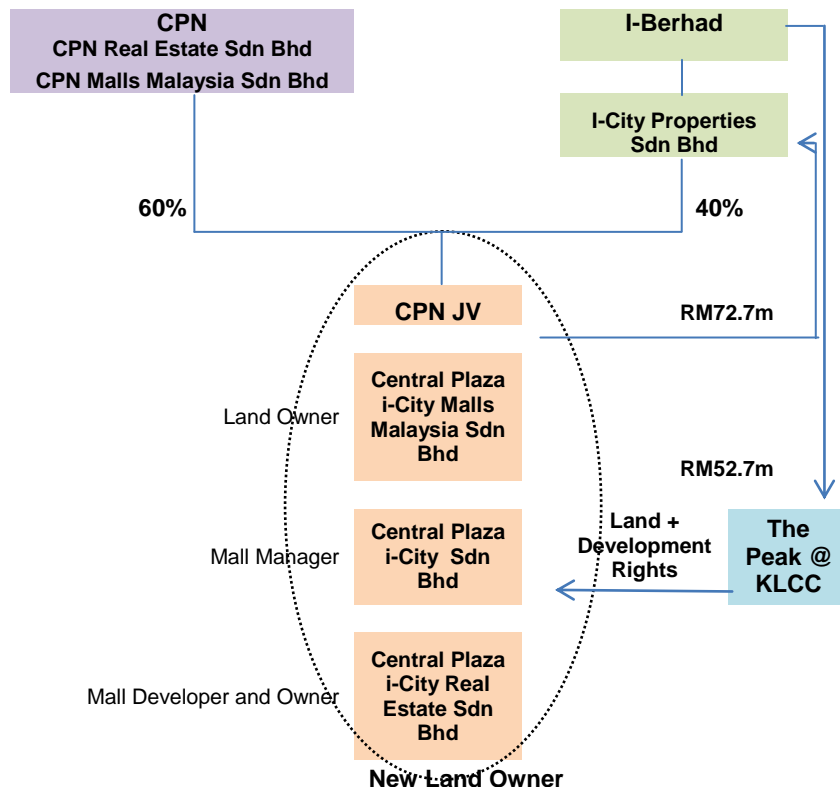 CPN
CPN Real Estate Sdn Bhd
CPN Malls Malaysia Sdn Bhd
I-Berhad
I-City Properties
Sdn Bhd
60%
40%
CPN JV
RM72.7m
Land Owner
Central Plaza
i-City Malls
Malaysia Sdn
Bhd
RM52.7m
Mall Manager
Central Plaza
i-City Sdn
Bhd
Land +
Development
Rights
The
Peak @
KLCC
Mall Developer and Owner
Central Plaza
i-City Real
Estate Sdn
Bhd
New Land Owner